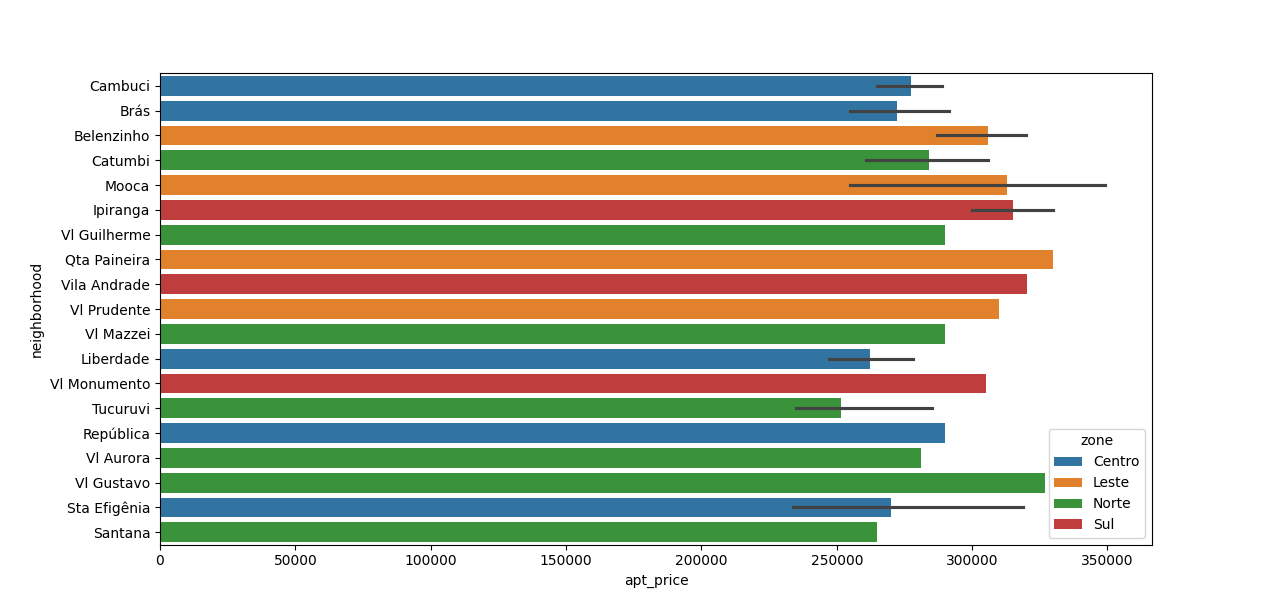 Cambuci
Brás
Belenzinho
Catumbi
Mooca
Ipiranga
Vl Guilherme
Qta Paineira
Vila Andrade
Vl Prudente
Vl Mazzei
Liberdade
Vl Monumento
Tucuruvi
República
Vl Aurora
Vl Gustavo
Sta Efigênia
Santana
neighborhood
zone
Centro
Leste
Norte
Sul
0 50000 100000 150000 200000 250000 300000 350000
apt_price